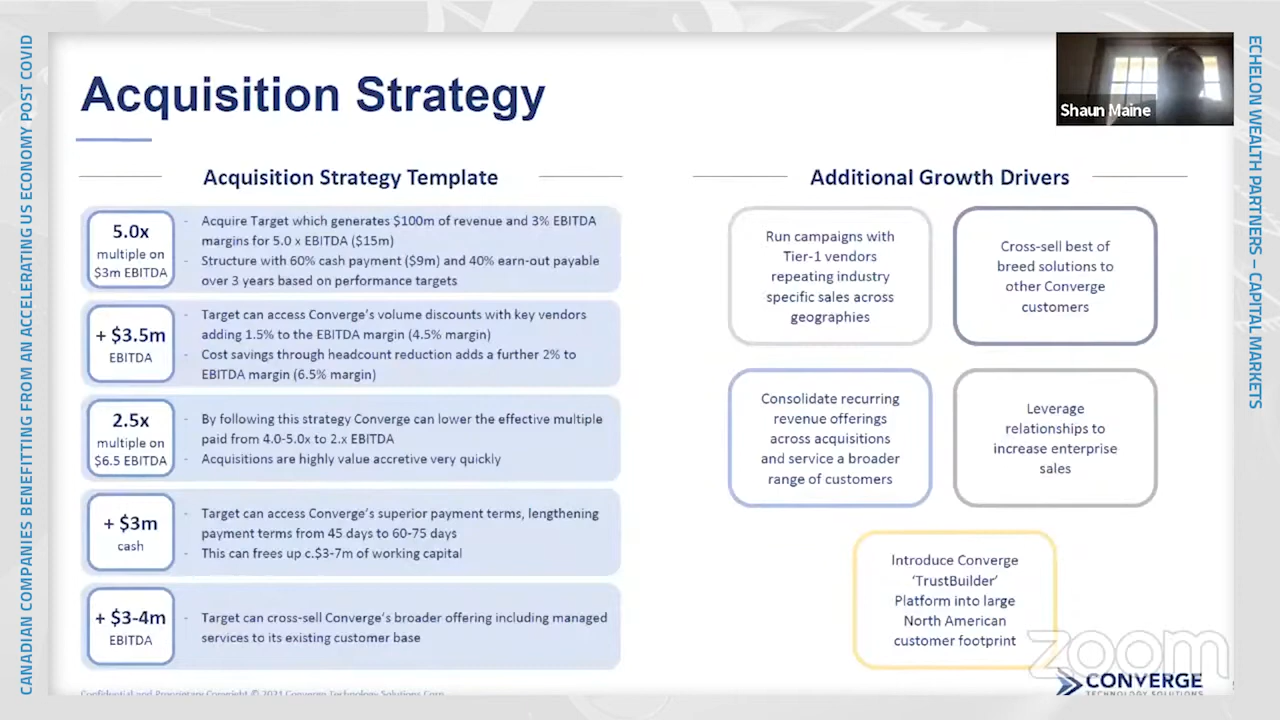 CANADIAN COMPANIES BENEFITTING FROM AN ACCELERATING US ECONOMY POST COVID
Acquisition Strategy
Shaun Maine
Acquisition Strategy Template
5.0x
multiple on
$3m EBITDA
- Acquire Target which generates $100m of revenue and 3% EBITDA
margins for 5.0 x EBITDA ($15m)
- Structure with 60% cash payment ($9m) and 40% earn-out payable
over 3 years based on performance targets
+ $3.5m
EBITDA
- Target can access Converge's volume discounts with key vendors
adding 1.5% to the EBITDA margin (4.5% margin)
- Cost savings through headcount reduction adds a further 2% to
EBITDA margin (6.5% margin)
2.5x
multiple on
$6.5 EBITDA
- By following this strategy Converge can lower the effective multiple
paid from 4.0-5.0x to 2.x EBITDA
- Acquisitions are highly value accretive very quickly
+ $3m
cash
- Target can access Converge's superior payment terms, lengthening
payment terms from 45 days to 60-75 days
- This can frees up c.$3-7m of working capital
+ $3-4m
EBITDA
- Target can cross-sell Converge's broader offering including managed
services to its existing customer base
Additional Growth Drivers
Run campaigns with
Tier-1 vendors
repeating industry
specific sales across
geographies
Cross-sell best of
breed solutions to
other Converge
customers
Consolidate recurring
revenue offerings
across acquisitions
and service a broader
range of customers
Leverage
relationships to
increase enterprise
sales
Introduce Converge
'TrustBuilder'
Platform into large
North American
customer footprint
zoom
CONVERGE
TECHNOLOGY SOLUTIONS
Confidential and Proprietary Copyright © 2021 Converge Technology Solutions Corp
ECHELON WEALTH PARTNERS – CAPITAL MARKETS